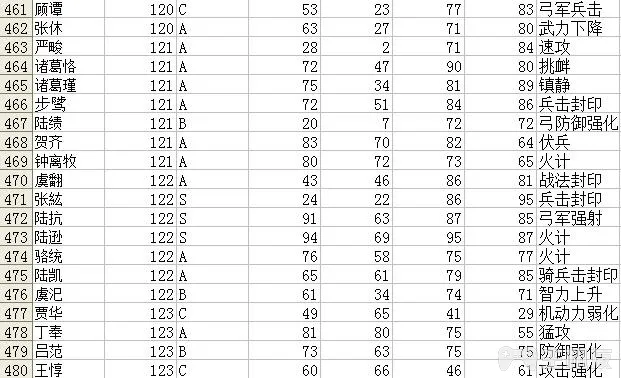 461 顾谭 120 C 53 23 77 83 弓军兵击
462 张休 120 A 63 27 71 80 武力下降
463 严畯 121 A 28 2 71 84 速攻
464 诸葛恪 121 A 72 47 90 80 挑衅
465 诸葛瑾 121 A 75 34 81 89 镇静
466 步骘 121 A 72 51 84 86 兵击封印
467 陆绩 121 B 20 7 72 72 弓防御强化
468 贺齐 121 A 83 70 82 64 伏兵
469 钟离牧 121 A 80 72 73 65 火计
470 虞翻 122 A 43 46 86 81 战法封印
471 张紘 122 S 24 22 86 95 兵击封印
472 陆抗 122 S 91 63 87 85 弓军强射
473 陆逊 122 S 94 69 95 87 火计
474 骆统 122 A 76 58 75 77 火计
475 陆凯 122 A 65 61 79 85 骑兵击封印
476 虞汜 122 B 61 34 74 71 智力上升
477 贾华 123 C 49 65 41 29 机动力弱化
478 丁奉 123 A 81 80 75 55 猛攻
479 吕范 123 B 73 63 75 75 防御弱化
480 王惇 123 C 60 66 46 61 攻击强化